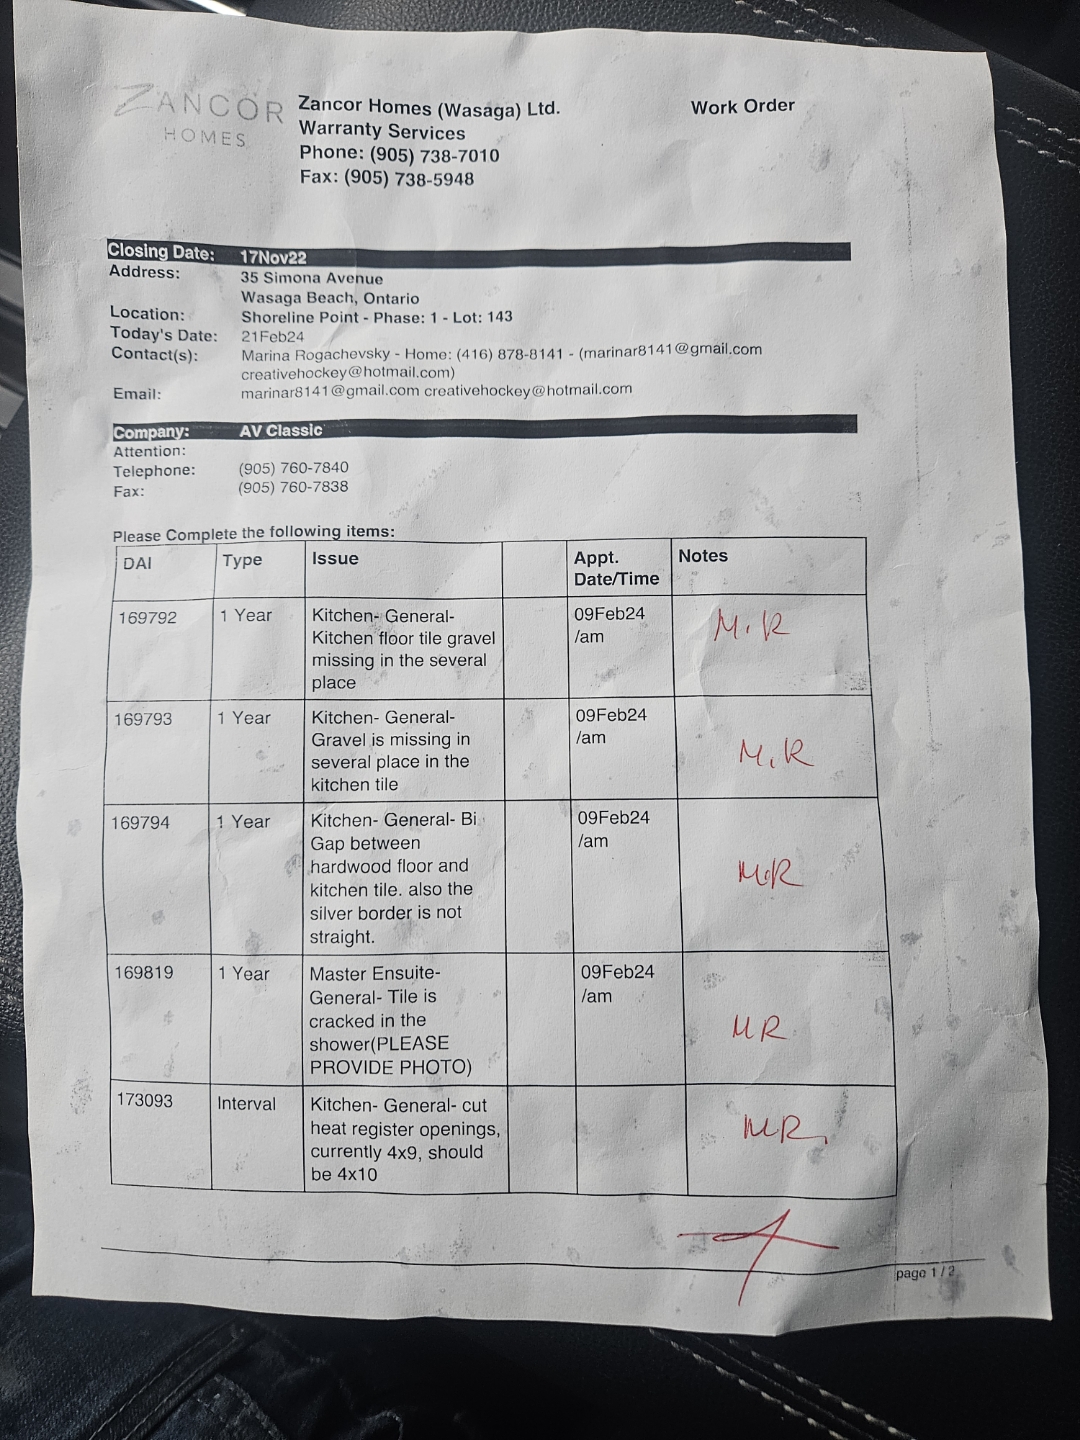 ZANCOR
HOMES
Zancor Homes (Wasaga) Ltd.
Warranty Services
Phone: (905) 738-7010
Fax: (905) 738-5948
Work Order
Closing Date: 17Nov22
Address: 35 Simona Avenue
Wasaga Beach, Ontario
Location: Shoreline Point - Phase: 1 - Lot: 143
Today's Date: 21Feb24
Contact(s): Marina Rogachevsky - Home: (416) 878-8141 - (marinar8141@gmail.com
creativehockey@hotmail.com)
Email: marinar8141@gmail.com creativehockey@hotmail.com
Company: AV Classic
Attention:
Telephone: (905) 760-7840
Fax: (905) 760-7838
Please Complete the following items:
DAI Type Issue Appt. Date/Time Notes
169792 1 Year Kitchen- General- 09Feb24 M.R
Kitchen floor tile gravel /am
missing in the several
place
169793 1 Year Kitchen- General- 09Feb24 M.R
Gravel is missing in /am
several place in the
kitchen tile
169794 1 Year Kitchen- General- Bi 09Feb24 M.R
Gap between /am
hardwood floor and
kitchen tile. also the
silver border is not
straight.
169819 1 Year Master Ensuite- 09Feb24 MR
General- Tile is /am
cracked in the
shower(PLEASE
PROVIDE PHOTO)
173093 Interval Kitchen- General- cut MR.
heat register openings,
currently 4x9, should
be 4x10
page 1 / 2